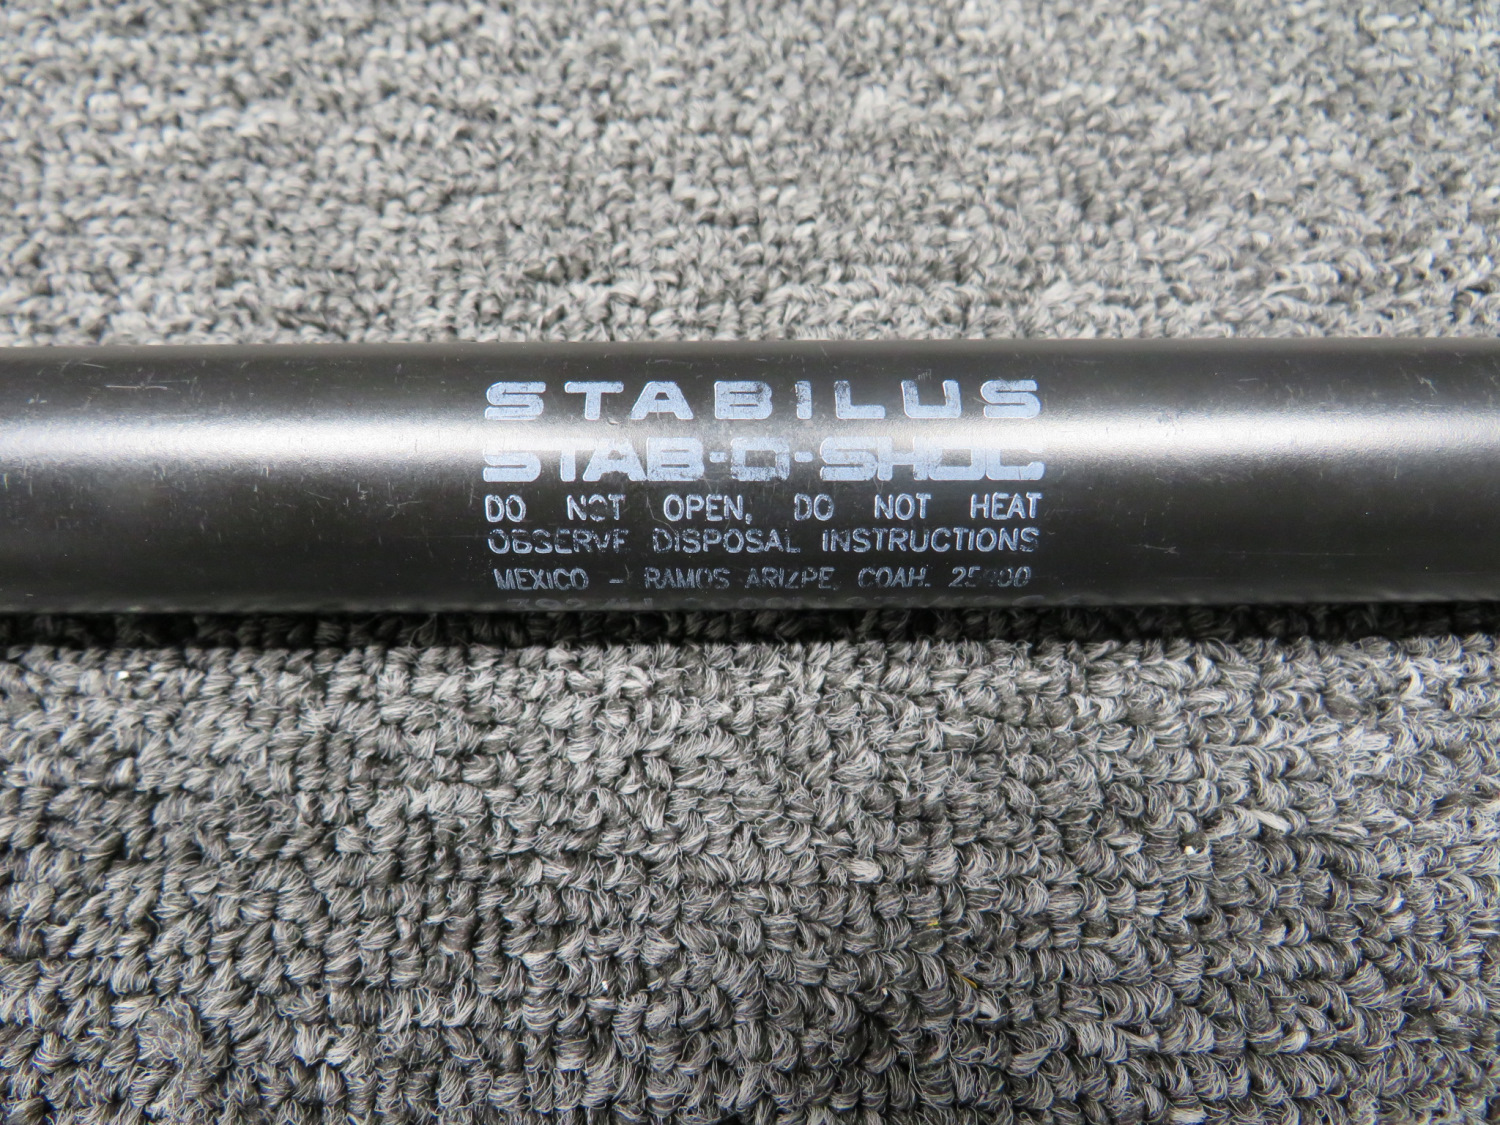 STABILUS
STAB-O-SHOC
DO NOT OPEN, DO NOT HEAT
OBSERVE DISPOSAL INSTRUCTIONS
MEXICO - RAMOS ARIZPE, COAH.